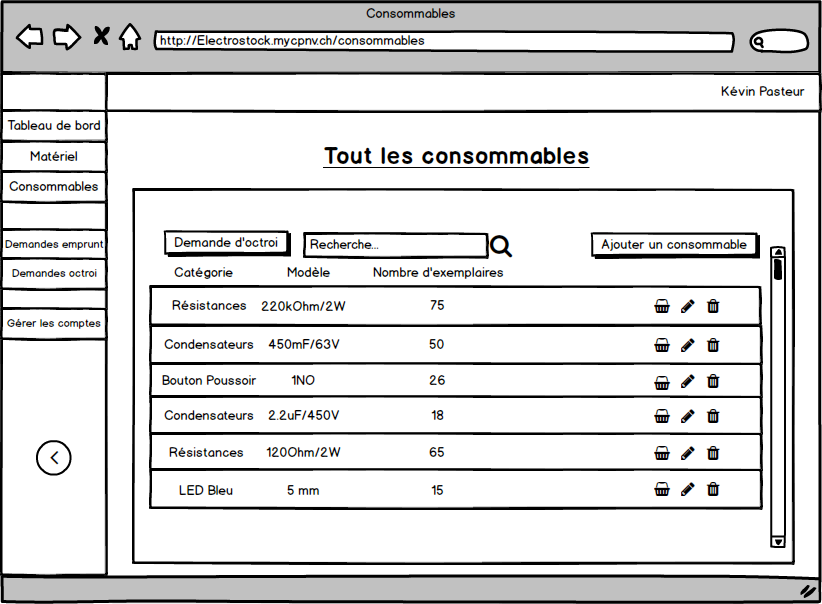 Consommables
http://Electrostock.mycpnv.ch/consommables
Kévin Pasteur
Tableau de bord
Matériel
Consommables
Demandes emprunt
Demandes octroi
Gérer les comptes
Tout les consommables
Demande d'octroi
Recherche...
Ajouter un consommable
Catégorie Modèle Nombre d'exemplaires
Résistances 220kOhm/2W 75
Condensateurs 450mF/63V 50
Bouton Poussoir 1NO 26
Condensateurs 2.2uF/450V 18
Résistances 120Ohm/2W 65
LED Bleu 5 mm 15